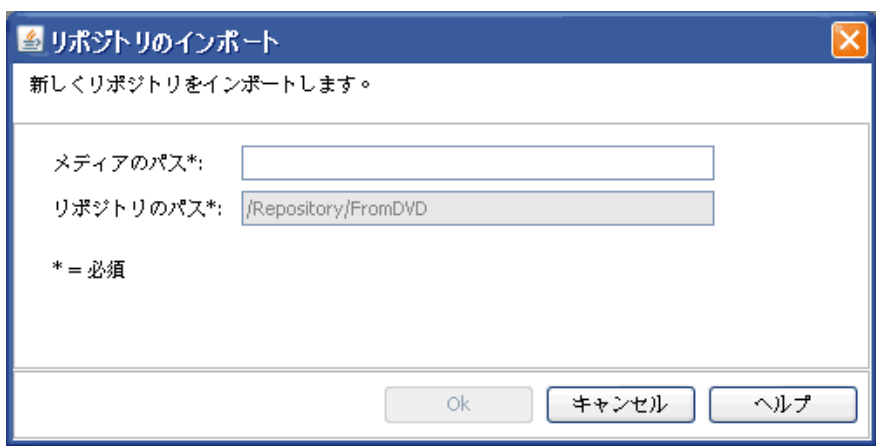 リポジトリのインポート
新しくリポジトリをインポートします。
メディアのパス*:
リポジトリのパス*: /Repository/FromDVD
* = 必須
Ok キャンセル ヘルプ